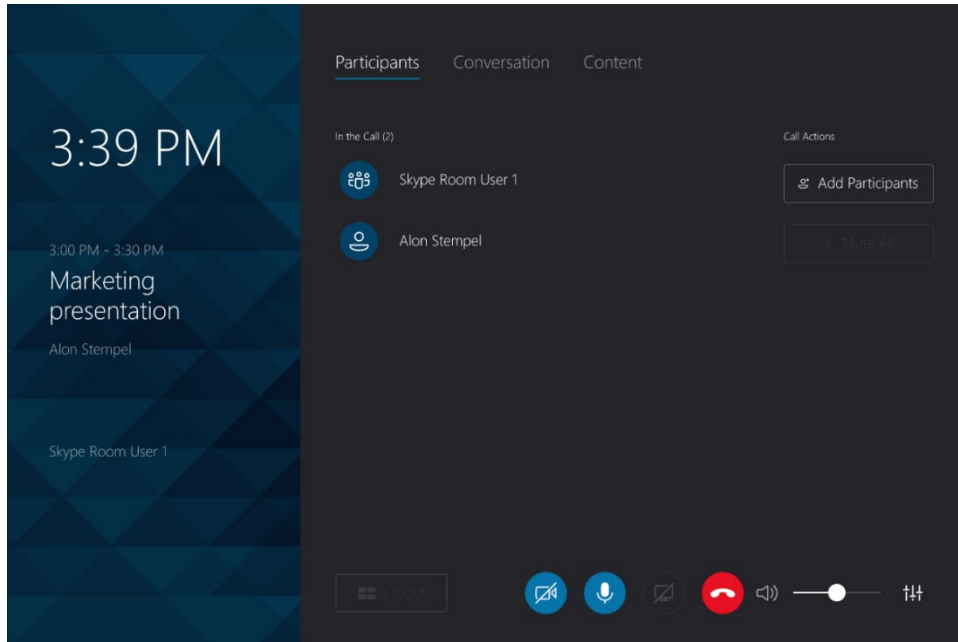 3:39 PM
3:00 PM - 3:30 PM
Marketing
presentation
Alon Stempel
Skype Room User 1
Participants
Conversation
Content
In the Call (2)
Skype Room User 1
Alon Stempel
Call Actions
Add Participants
Mute All
Layout